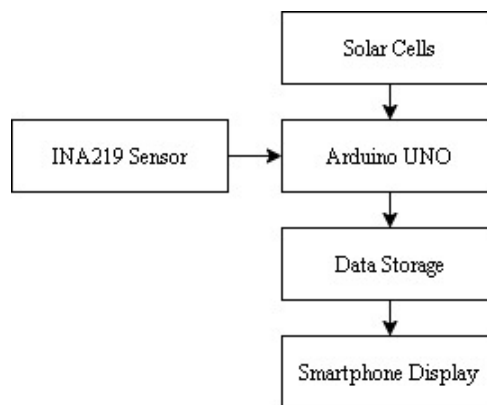 Solar Cells
INA219 Sensor
Arduino UNO
Data Storage
Smartphone Display